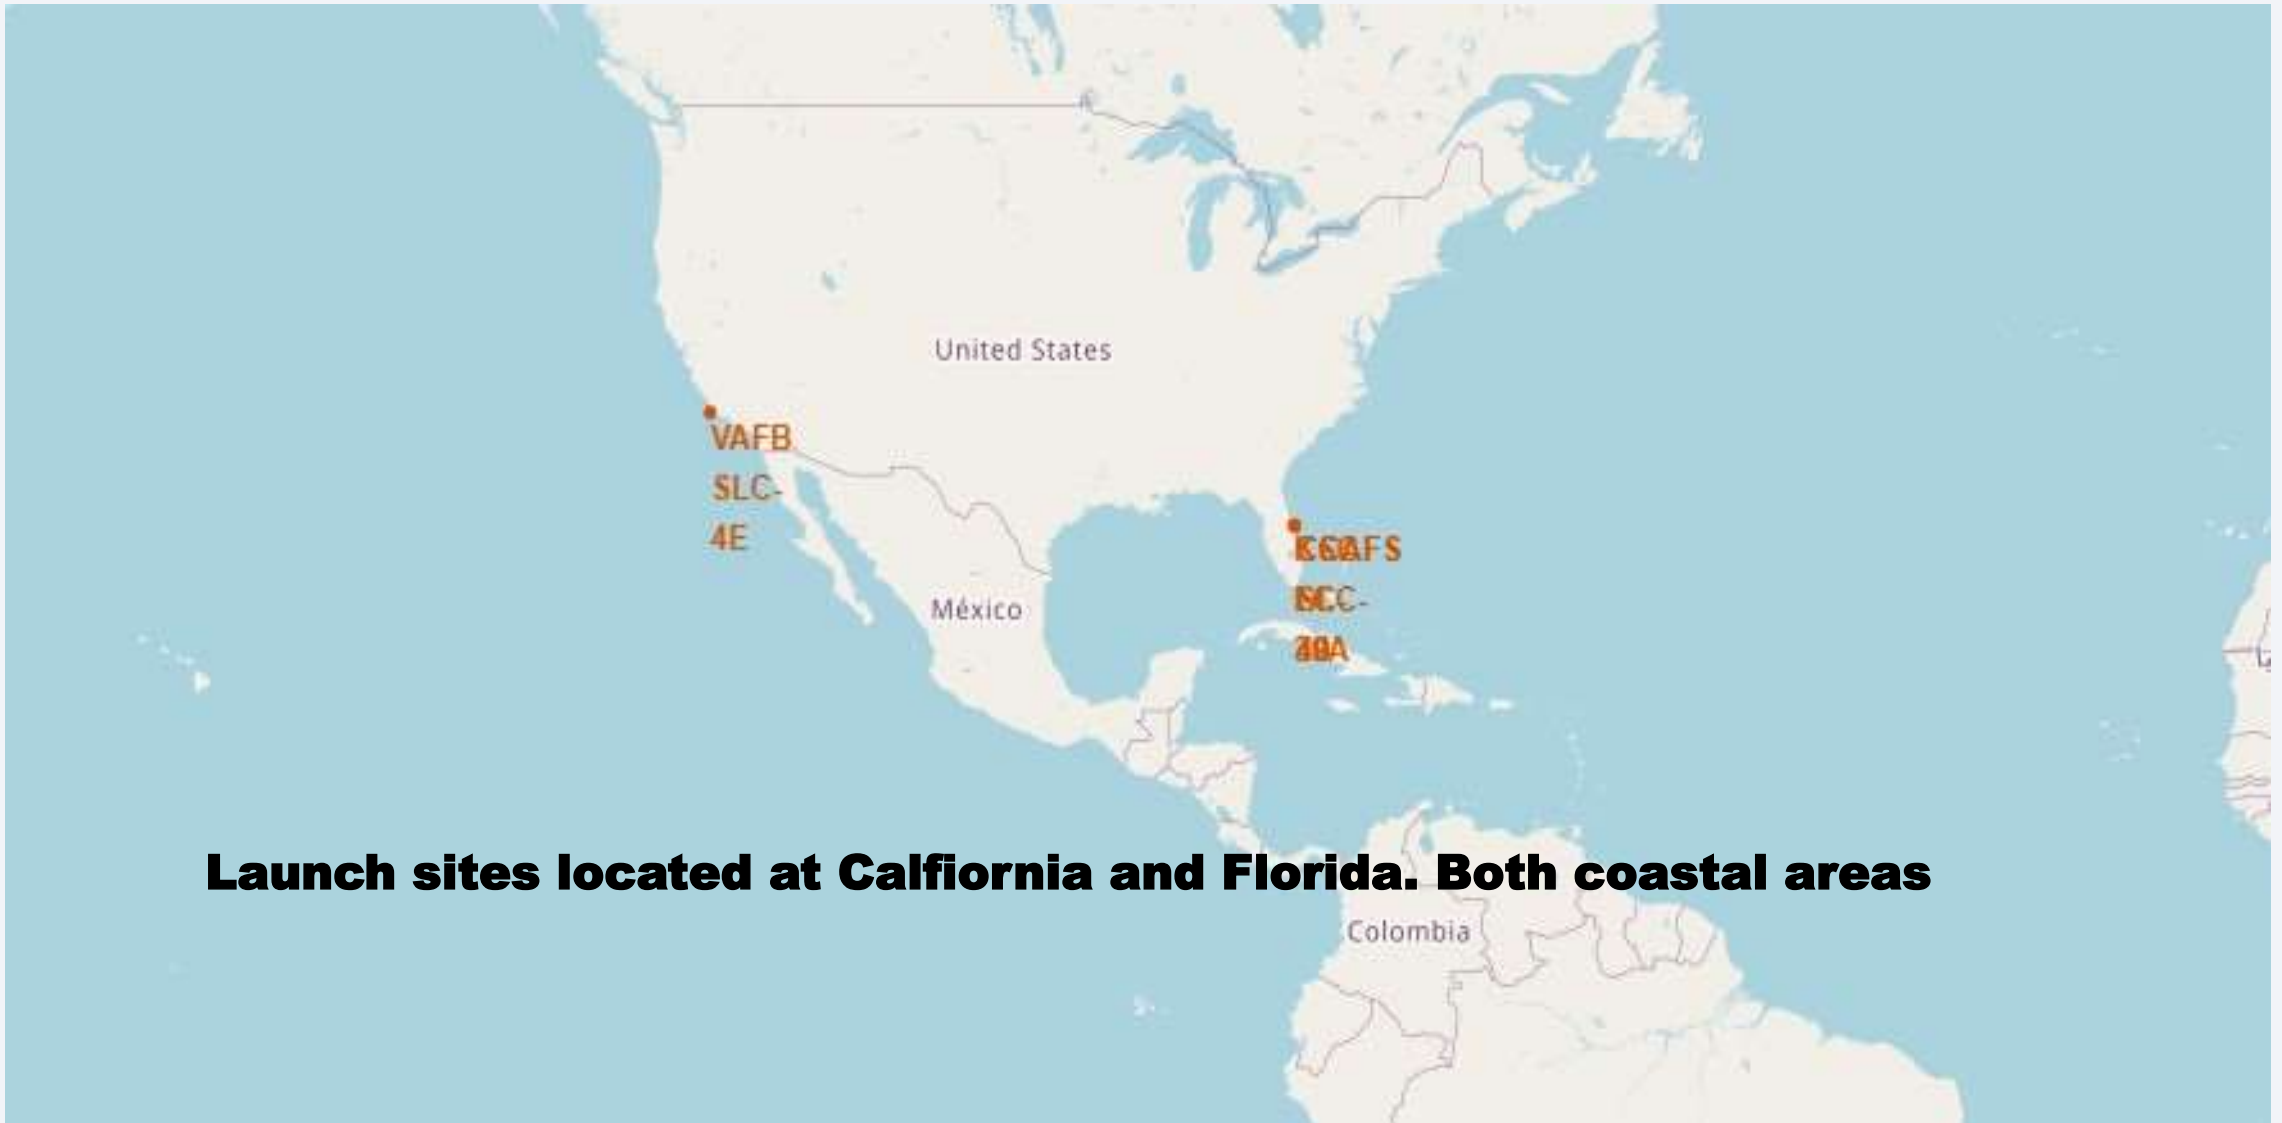 United States
VAFB
SLC-
4E
México
Launch sites located at Calfiornia and Florida. Both coastal areas
Colombia